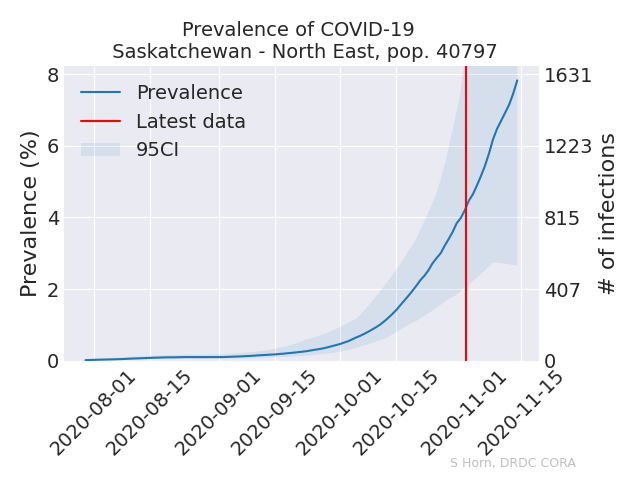 Prevalence of COVID-19
Saskatchewan - North East, pop. 40797
Prevalence
Latest data
95CI
Prevalence (%)
8
6
4
2
0
1631
1223
815
407
0
# of infections
2020-08-01
2020-08-15
2020-09-01
2020-09-15
2020-10-01
2020-10-15
2020-11-01
2020-11-15
S Horn, DRDC CORA